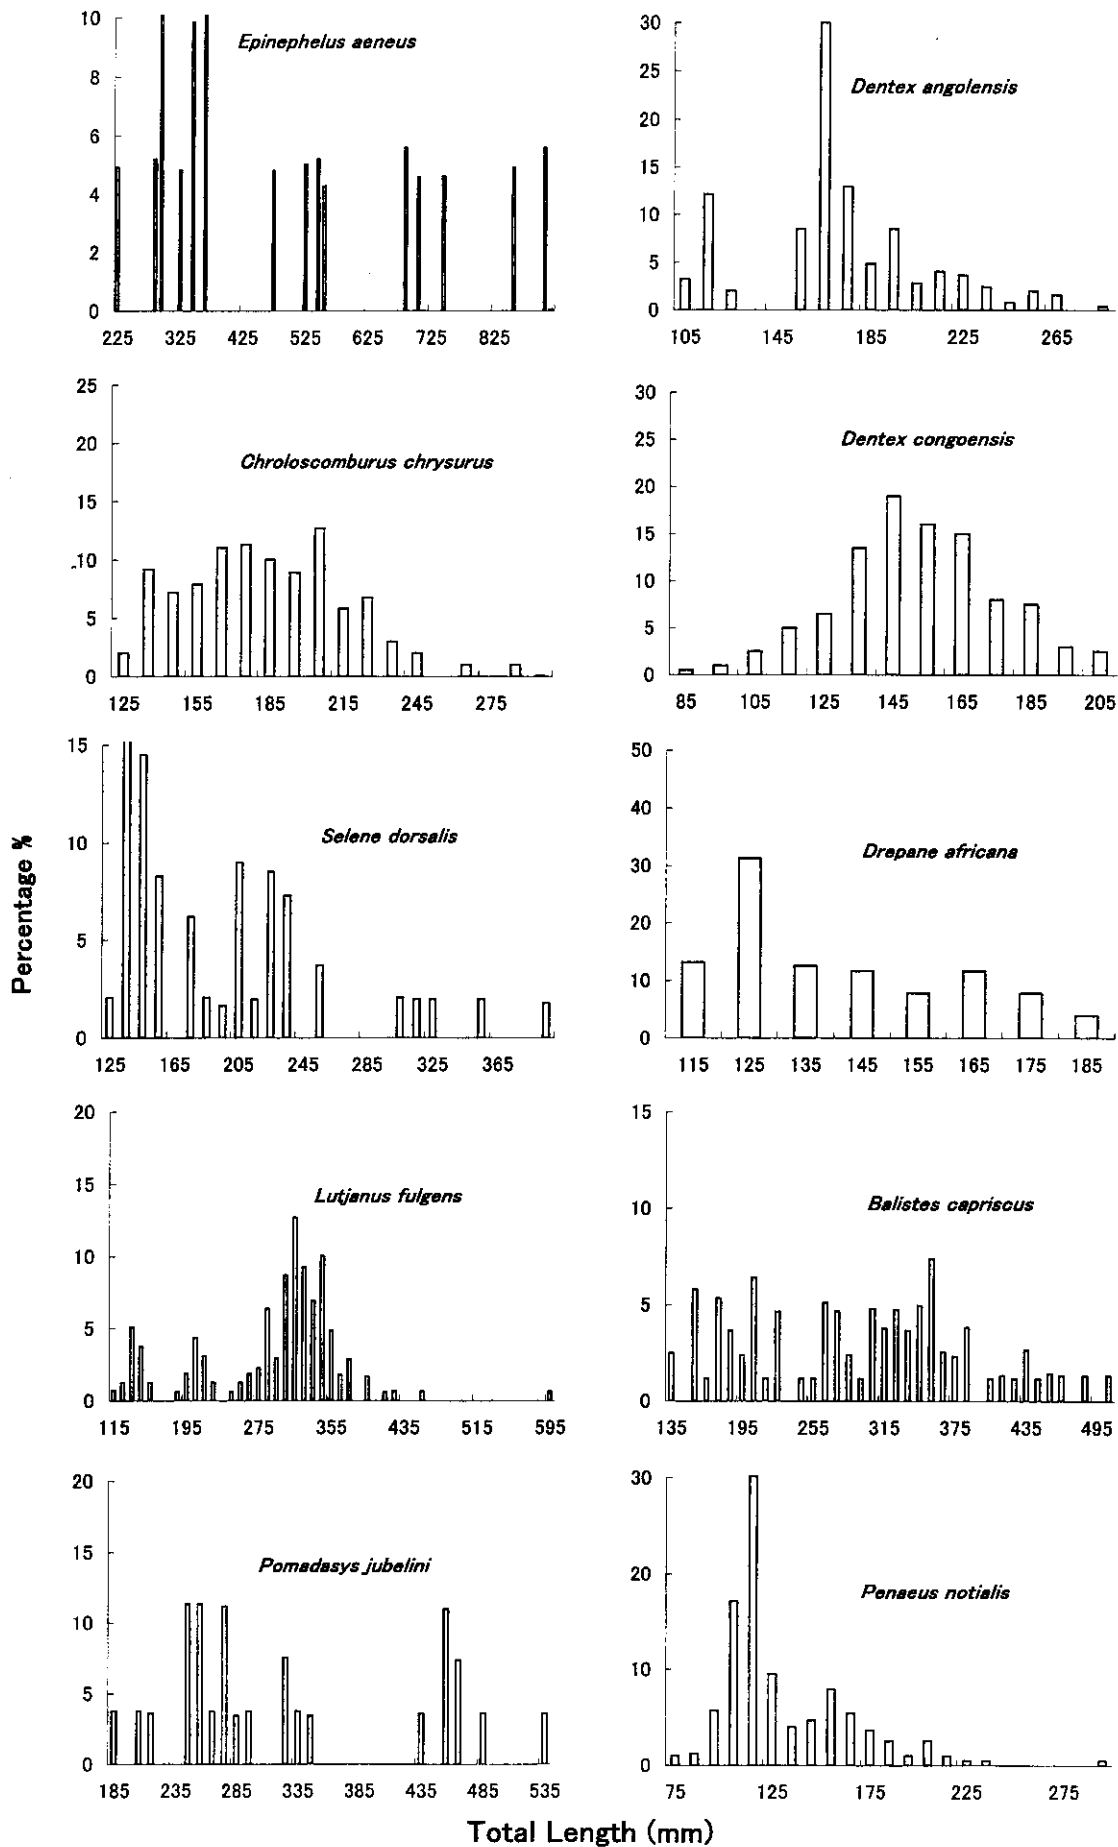 Epinephelus aeneus
10
8
6
4
2
0
225 325 425 525 625 725 825
Dentex angolensis
30
25
20
15
10
5
0
105 145 185 225 265
Chroloscomburus chrysurus
25
20
15
10
5
0
125 155 185 215 245 275
Dentex congoensis
30
25
20
15
10
5
0
85 105 125 145 165 185 205
Selene dorsalis
15
10
5
0
125 165 205 245 285 325 365
Drepane africana
50
40
30
20
10
0
115 125 135 145 155 165 175 185
Percentage %
Lutjanus fulgens
20
15
10
5
0
115 195 275 355 435 515 595
Balistes capriscus
15
10
5
0
135 195 255 315 375 435 495
Pomadasys jubelini
20
15
10
5
0
185 235 285 335 385 435 485 535
Penaeus notialis
30
20
10
0
75 125 175 225 275
Total Length (mm)